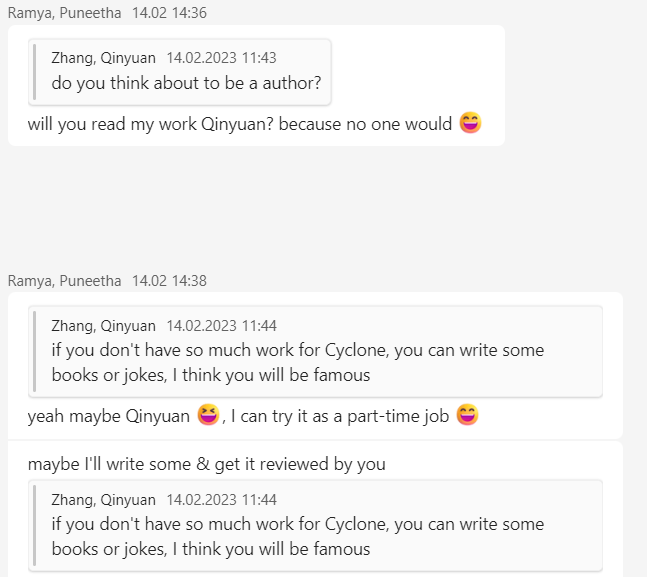 Ramya, Puneetha 14.02 14:36
Zhang, Qinyuan 14.02.2023 11:43
do you think about to be a author?
will you read my work Qinyuan? because no one would 😄
Ramya, Puneetha 14.02 14:38
Zhang, Qinyuan 14.02.2023 11:44
if you don't have so much work for Cyclone, you can write some
books or jokes, I think you will be famous
yeah maybe Qinyuan 😆, I can try it as a part-time job 😄
maybe I'll write some & get it reviewed by you
Zhang, Qinyuan 14.02.2023 11:44
if you don't have so much work for Cyclone, you can write some
books or jokes, I think you will be famous